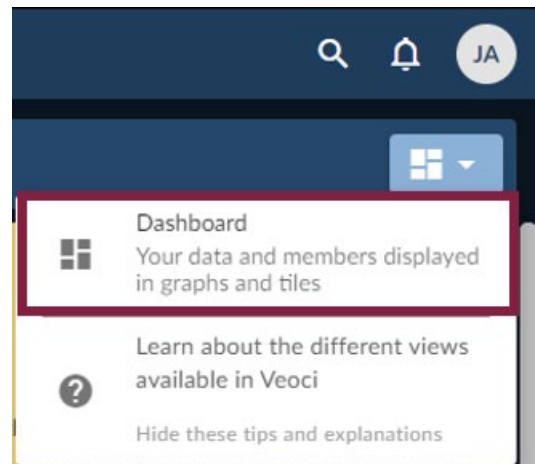 JA
Dashboard
Your data and members displayed
in graphs and tiles
Learn about the different views
available in Veoci
Hide these tips and explanations